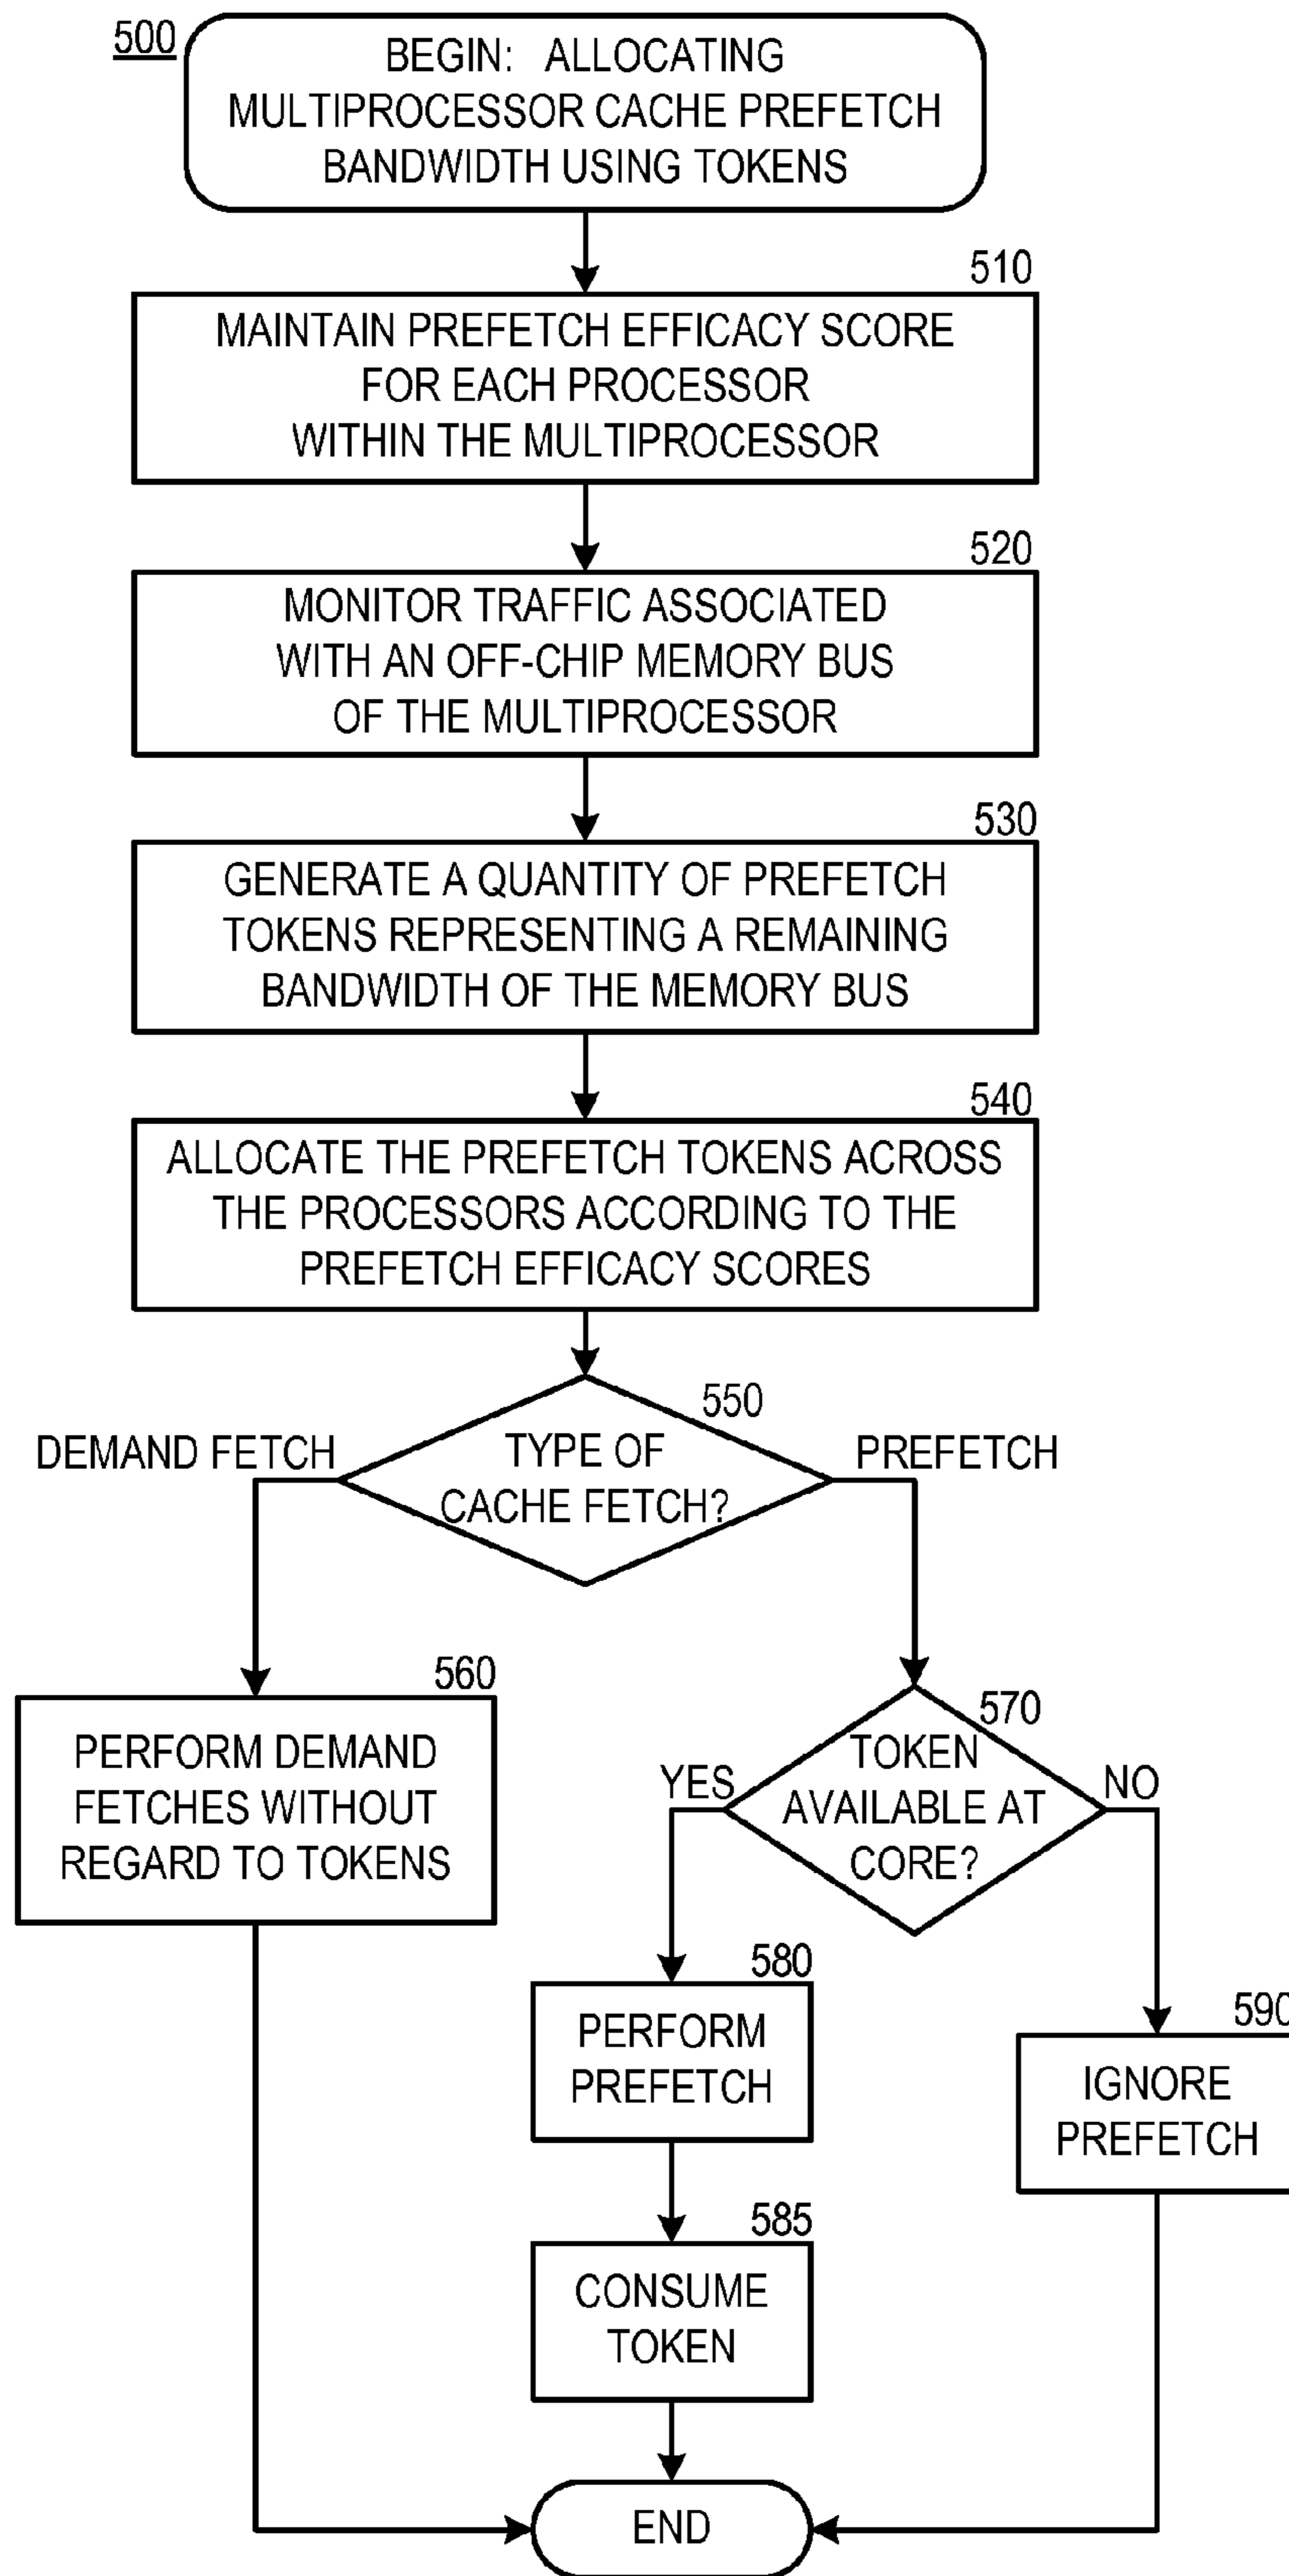 500
BEGIN: ALLOCATING
MULTIPROCESSOR CACHE PREFETCH
BANDWIDTH USING TOKENS
510
MAINTAIN PREFETCH EFFICACY SCORE
FOR EACH PROCESSOR
WITHIN THE MULTIPROCESSOR
520
MONITOR TRAFFIC ASSOCIATED
WITH AN OFF-CHIP MEMORY BUS
OF THE MULTIPROCESSOR
530
GENERATE A QUANTITY OF PREFETCH
TOKENS REPRESENTING A REMAINING
BANDWIDTH OF THE MEMORY BUS
540
ALLOCATE THE PREFETCH TOKENS ACROSS
THE PROCESSORS ACCORDING TO THE
PREFETCH EFFICACY SCORES
550
TYPE OF
CACHE FETCH?
DEMAND FETCH
PREFETCH
560
PERFORM DEMAND
FETCHES WITHOUT
REGARD TO TOKENS
570
TOKEN
AVAILABLE AT
CORE?
YES
NO
580
PERFORM
PREFETCH
590
IGNORE
PREFETCH
585
CONSUME
TOKEN
END